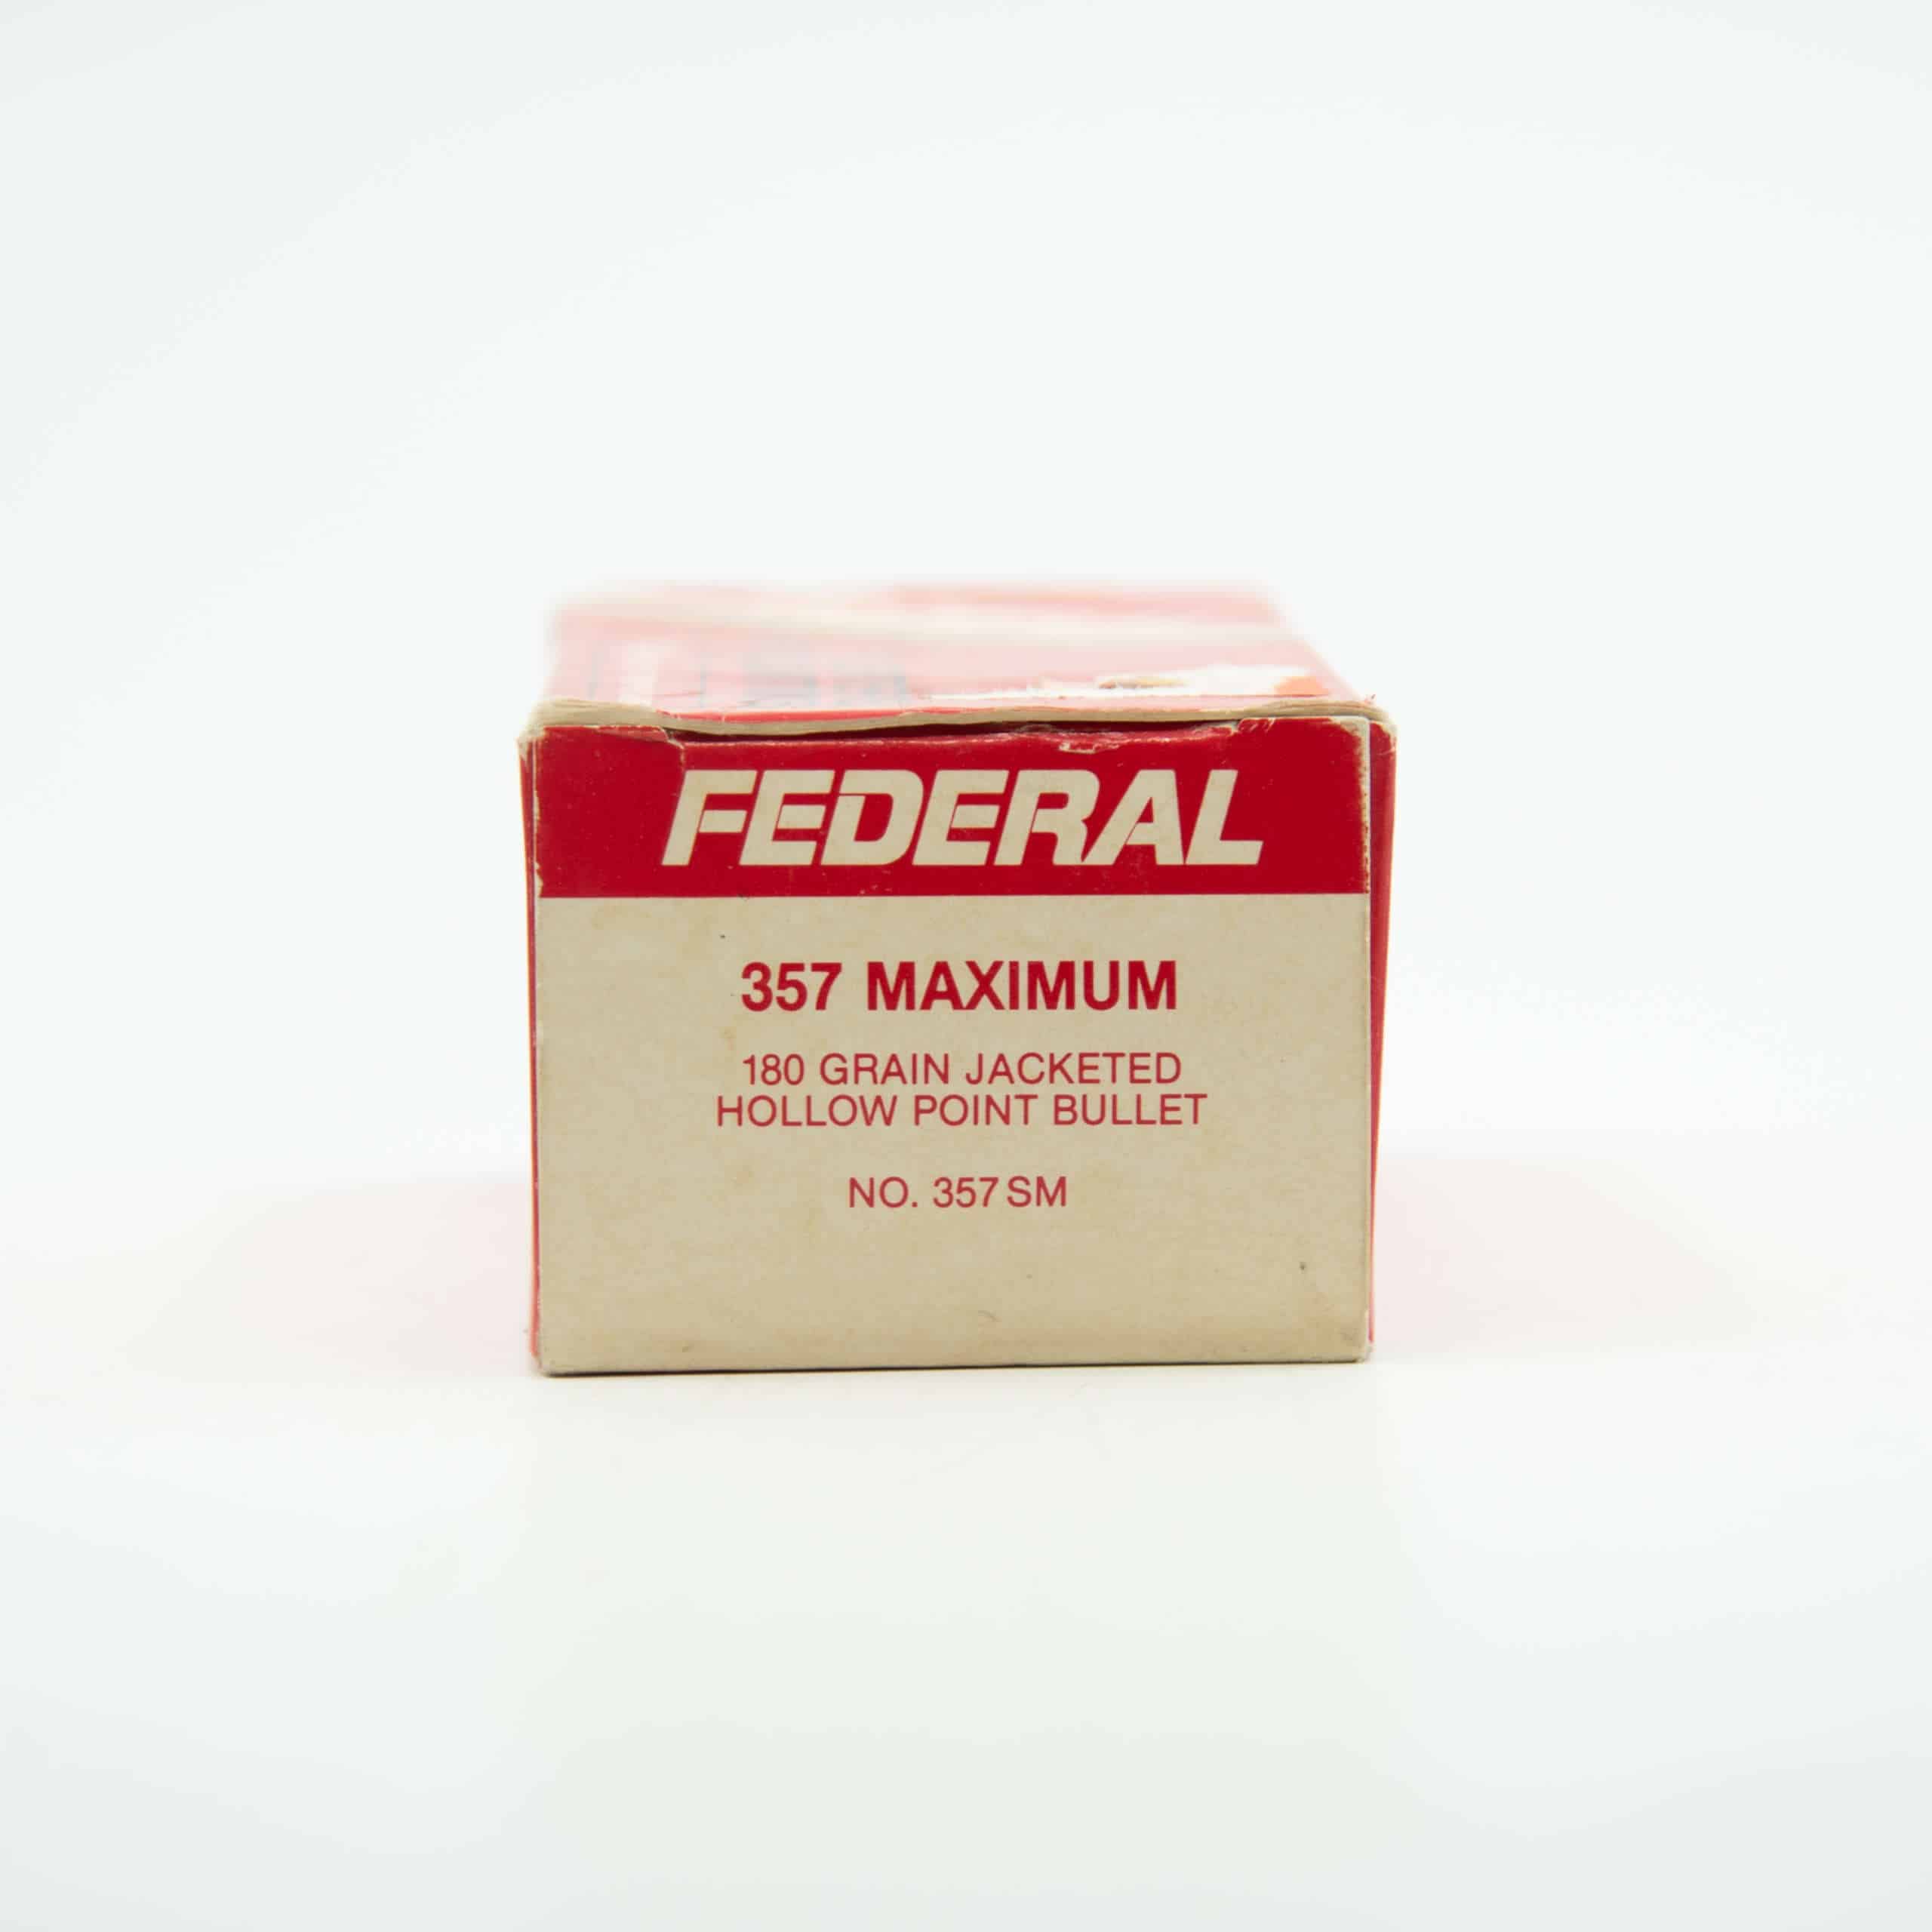 FEDERAL
357 MAXIMUM
180 GRAIN JACKETED
HOLLOW POINT BULLET
NO. 357SM